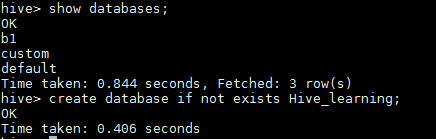 hive> show databases;
OK
b1
custom
default
Time taken: 0.844 seconds, Fetched: 3 row(s)
hive> create database if not exists Hive_learning;
OK
Time taken: 0.406 seconds